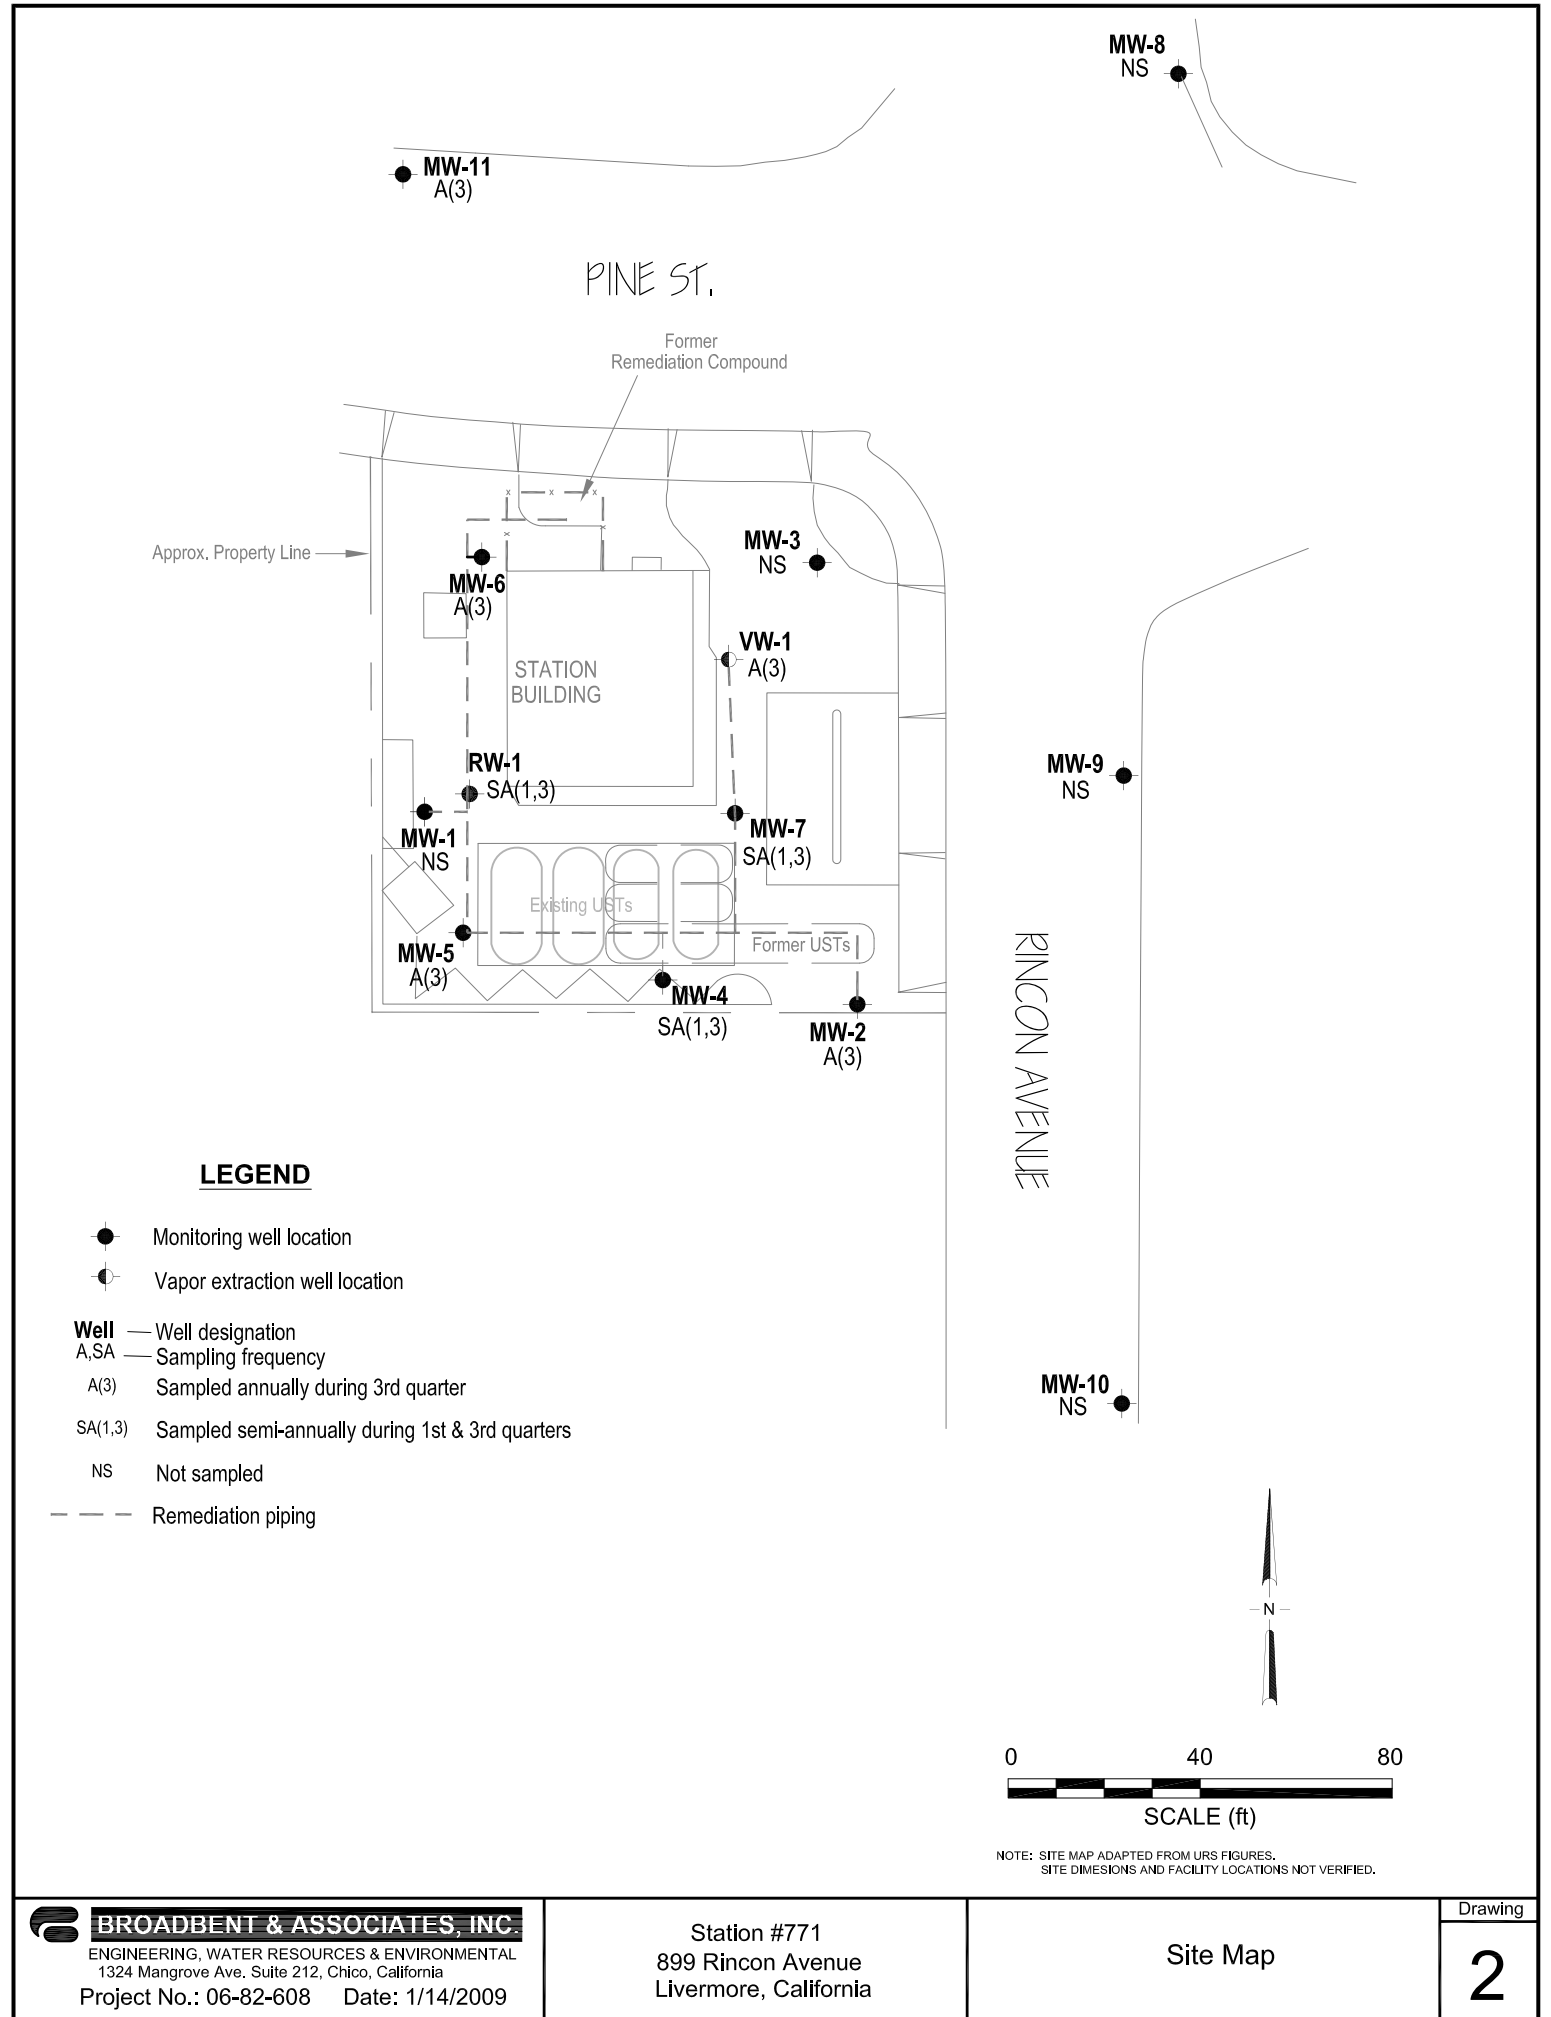 MW-8
NS
MW-11
A(3)
PINE ST.
Former
Remediation Compound
Approx. Property Line
MW-3
NS
MW-6
A(3)
VW-1
A(3)
STATION
BUILDING
RW-1
SA(1,3)
MW-9
NS
MW-1
NS
MW-7
SA(1,3)
Existing USTs
Former USTs
MW-5
A(3)
MW-4
SA(1,3)
MW-2
A(3)
RINCON AVENUE
LEGEND
Monitoring well location
Vapor extraction well location
Well Well designation
A,SA Sampling frequency
A(3) Sampled annually during 3rd quarter
SA(1,3) Sampled semi-annually during 1st & 3rd quarters
NS Not sampled
Remediation piping
MW-10
NS
N
0 40 80
SCALE (ft)
NOTE: SITE MAP ADAPTED FROM URS FIGURES.
SITE DIMESIONS AND FACILITY LOCATIONS NOT VERIFIED.
BROADBENT & ASSOCIATES, INC.
ENGINEERING, WATER RESOURCES & ENVIRONMENTAL
1324 Mangrove Ave. Suite 212, Chico, California
Project No.: 06-82-608 Date: 1/14/2009
Station #771
899 Rincon Avenue
Livermore, California
Site Map
Drawing
2